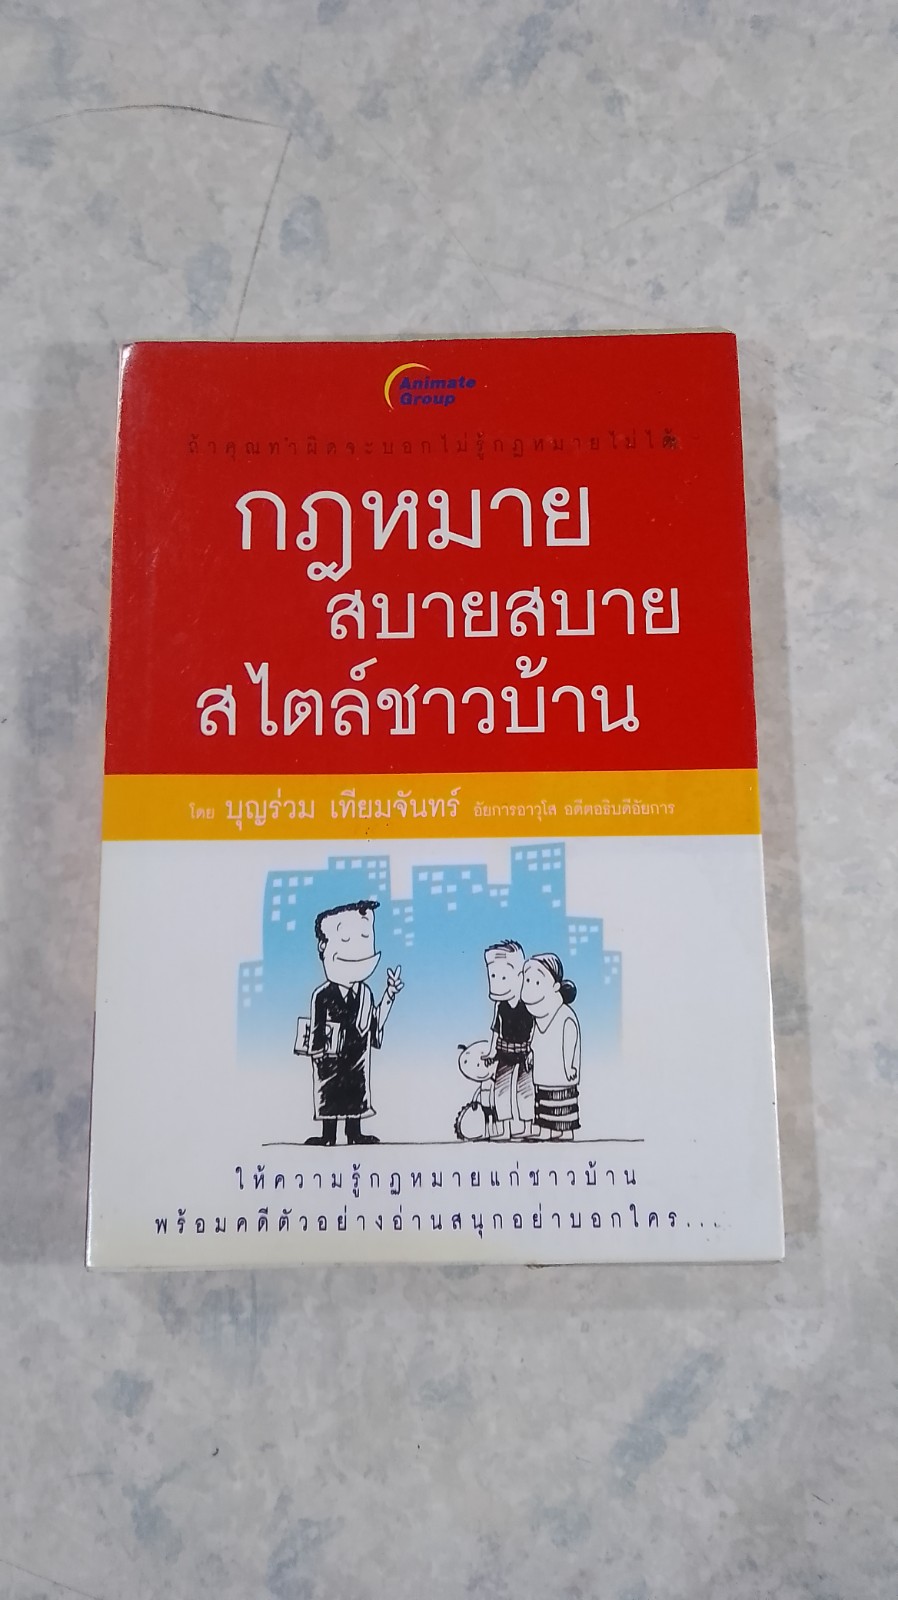 Animate
Group
ถ้าคุณทำผิดจะบอกไม่รู้กฎหมายไม่ได้
กฎหมาย
สบายสบาย
สไตล์ชาวบ้าน
โดย บุญร่วม เทียมจันทร์ อัยการอาวุโส อดีตอธิบดีอัยการ
ให้ความรู้กฎหมายแก่ชาวบ้าน
พร้อมคดีตัวอย่างอ่านสนุกอย่าบอกใคร...